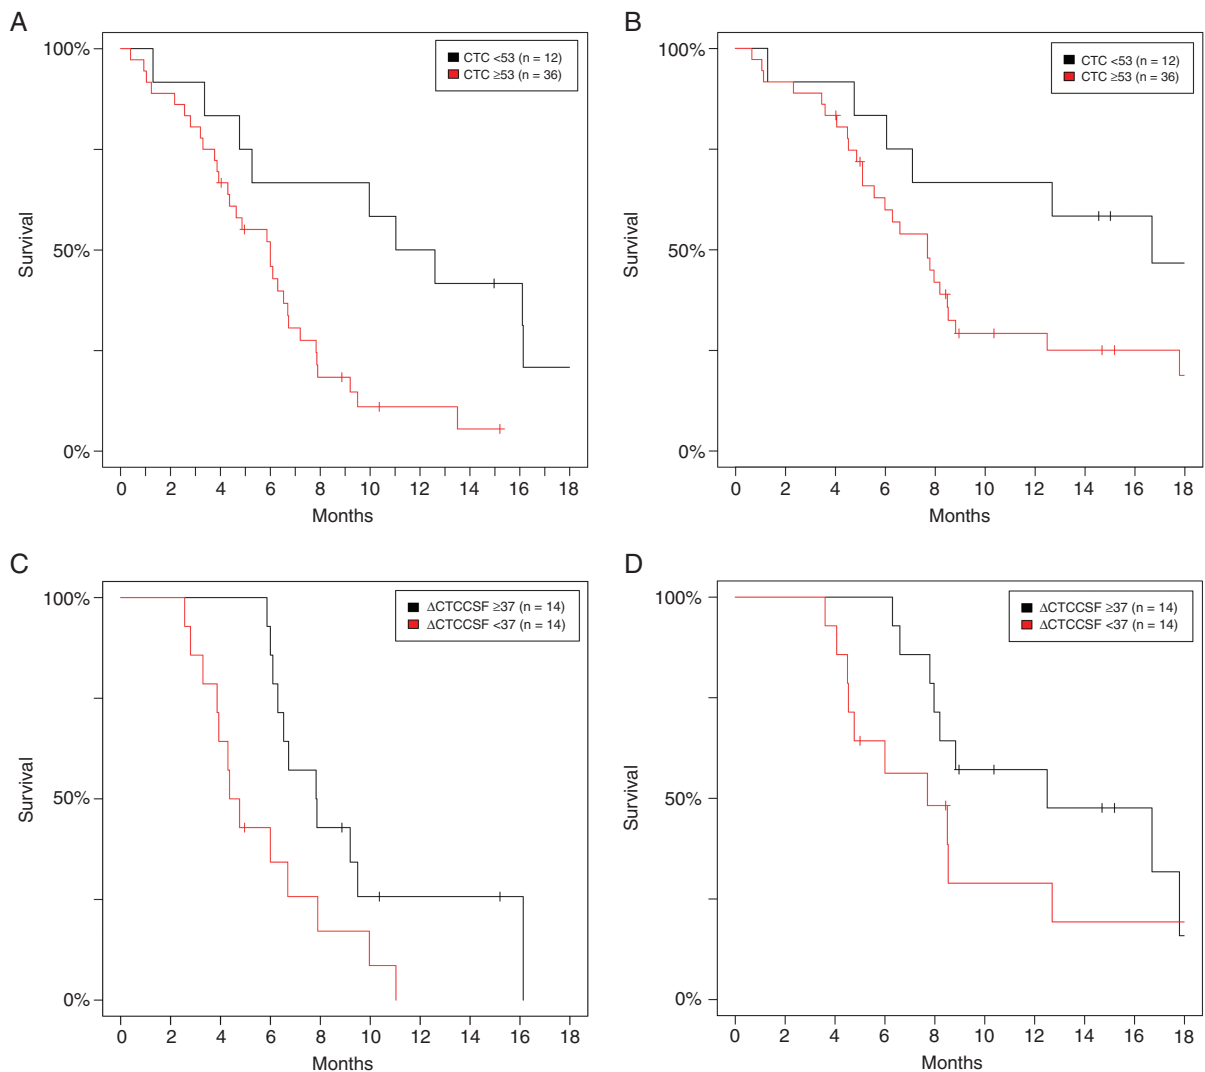 A
100%
50%
0%
Survival
CTC <53 (n = 12)
CTC ≥53 (n = 36)
0 2 4 6 8 10 12 14 16 18
Months
B
100%
50%
0%
Survival
CTC <53 (n = 12)
CTC ≥53 (n = 36)
0 2 4 6 8 10 12 14 16 18
Months
C
100%
50%
0%
Survival
ΔCTCCSF ≥37 (n = 14)
ΔCTCCSF <37 (n = 14)
0 2 4 6 8 10 12 14 16 18
Months
D
100%
50%
0%
Survival
ΔCTCCSF ≥37 (n = 14)
ΔCTCCSF <37 (n = 14)
0 2 4 6 8 10 12 14 16 18
Months